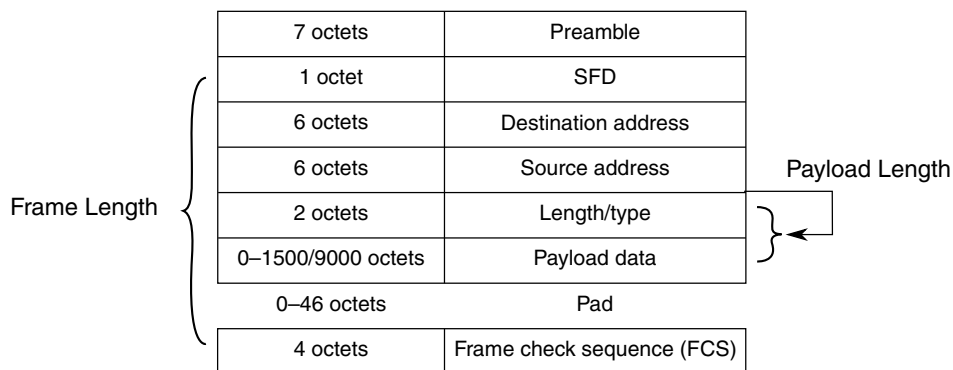 7 octets Preamble
1 octet SFD
6 octets Destination address
6 octets Source address
Payload Length
Frame Length
2 octets Length/type
0–1500/9000 octets Payload data
0–46 octets Pad
4 octets Frame check sequence (FCS)